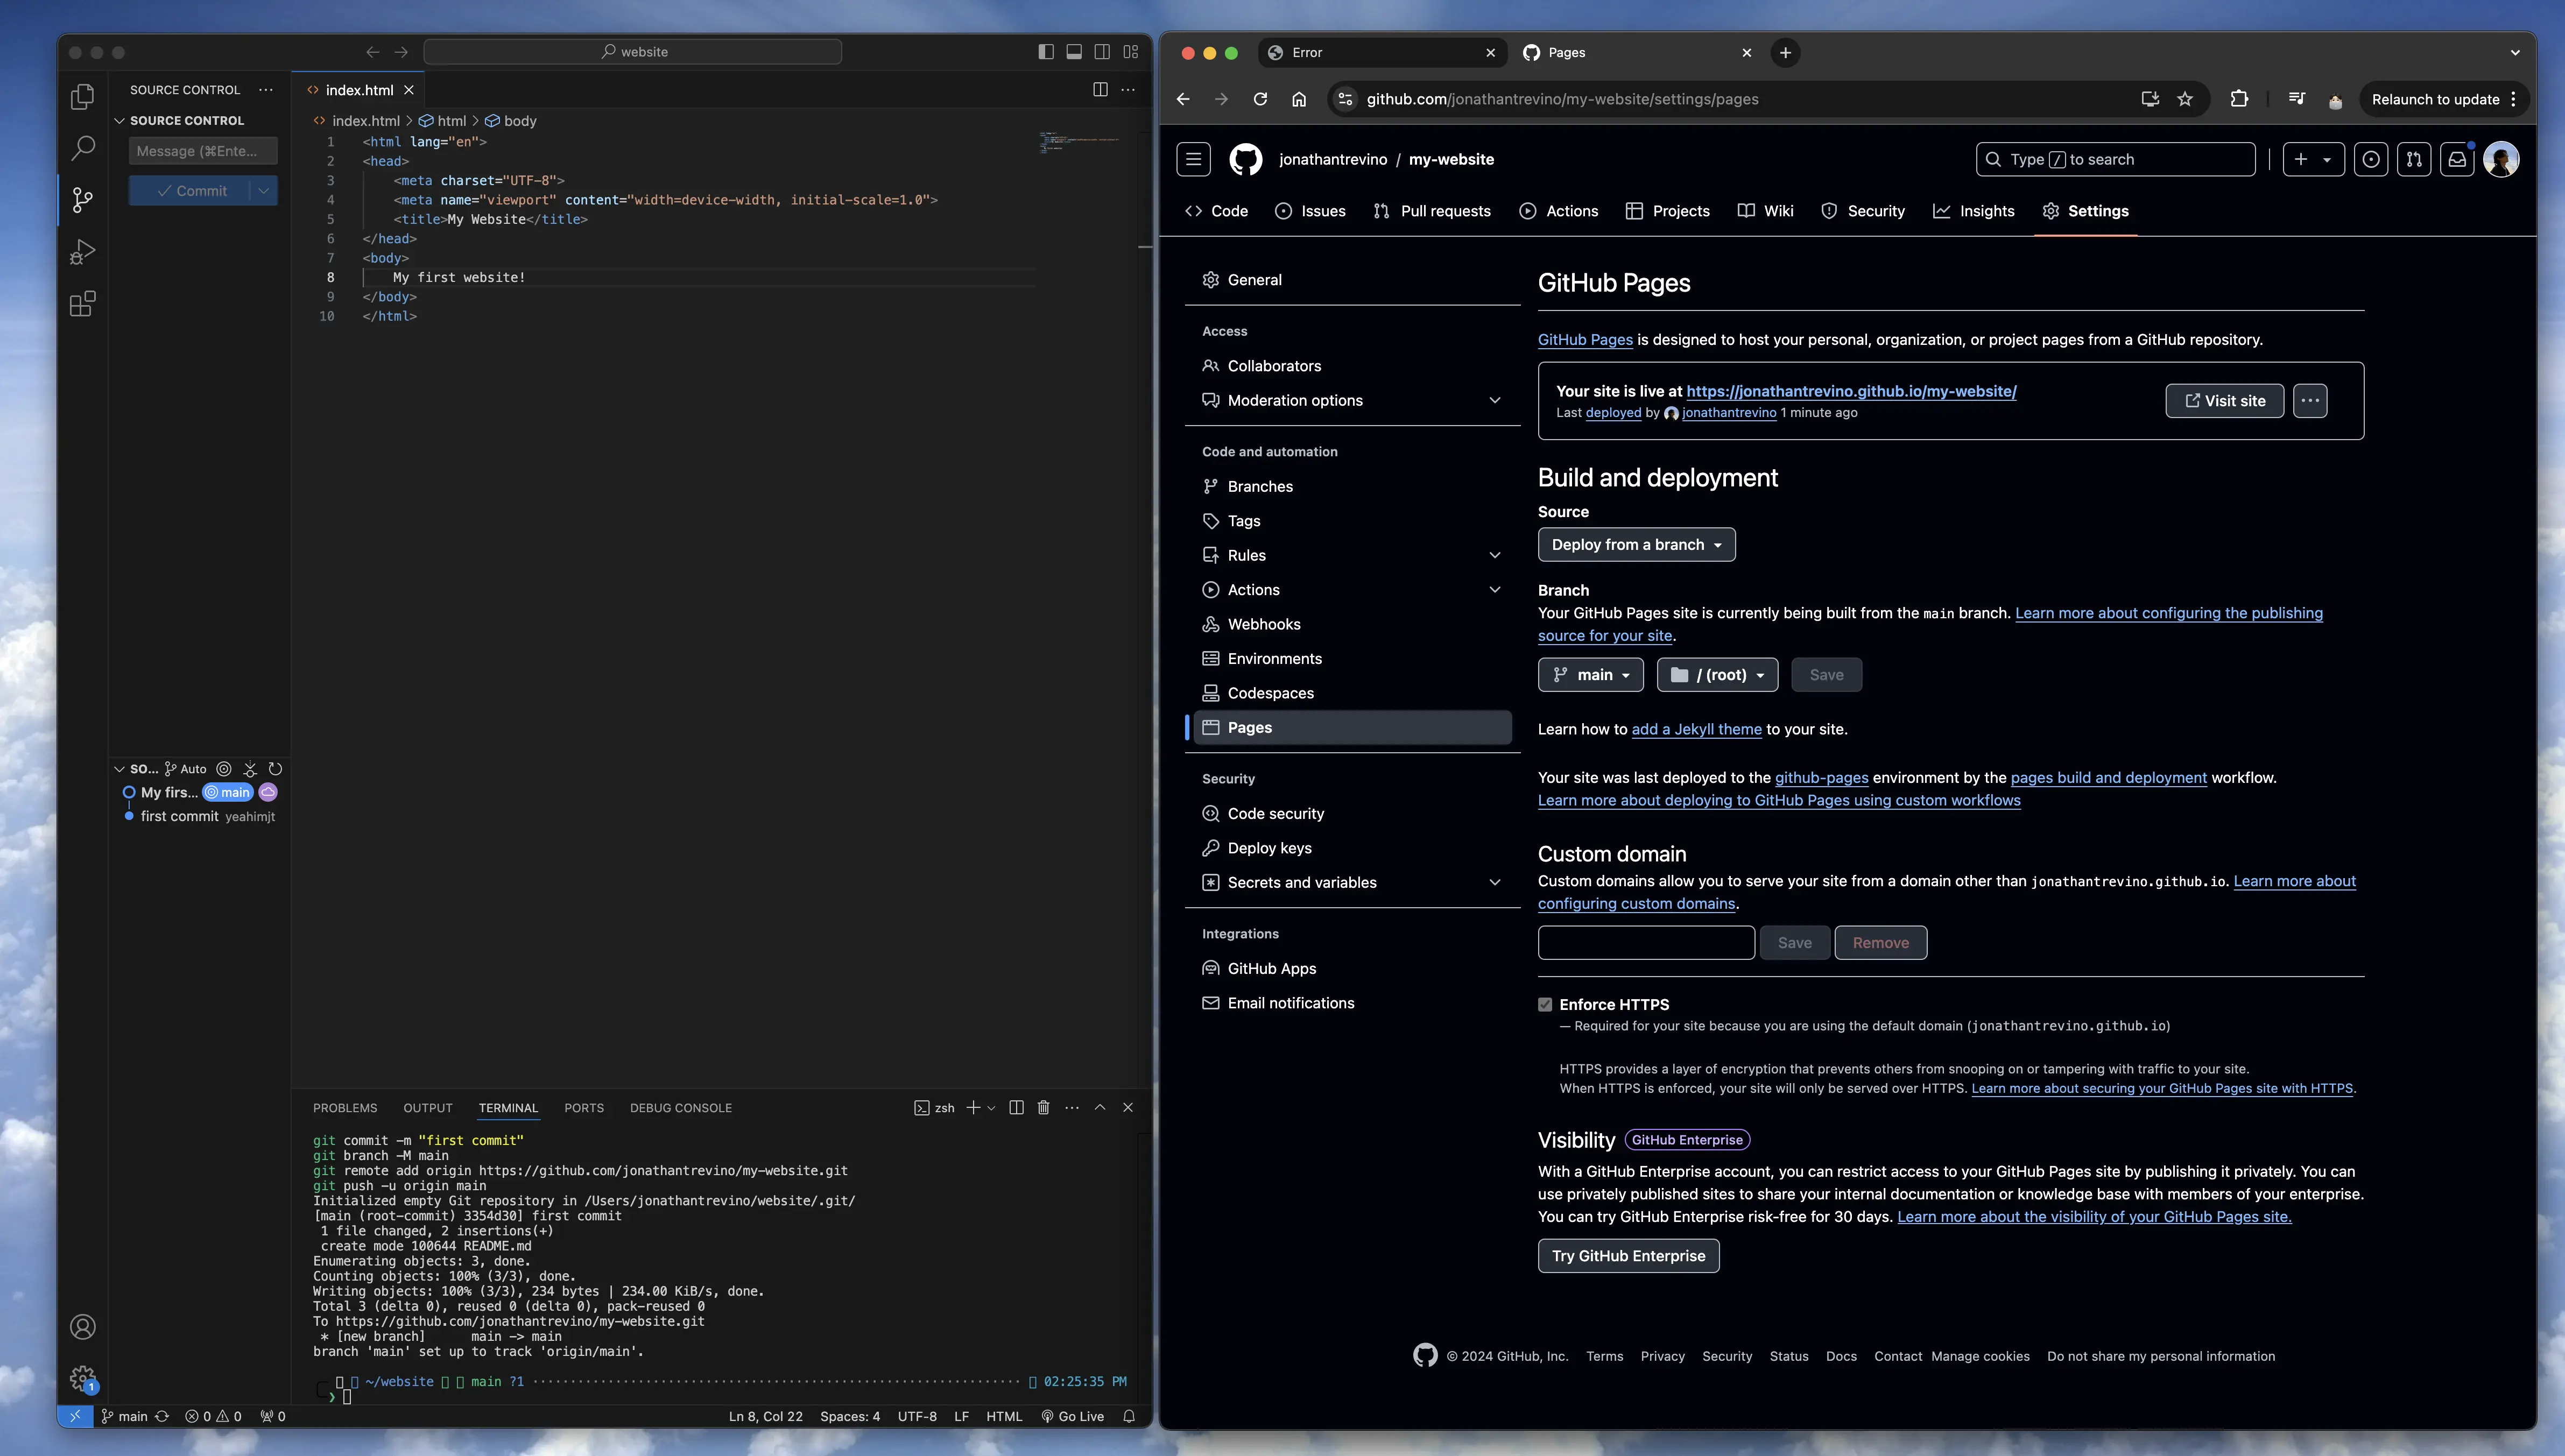 website
SOURCE CONTROL
SOURCE CONTROL
Message (⌘Ente...
Commit
index.html
index.html > html > body
1 <html lang="en">
2 <head>
3 <meta charset="UTF-8">
4 <meta name="viewport" content="width=device-width, initial-scale=1.0">
5 <title>My Website</title>
6 </head>
7 <body>
8 My first website!
9 </body>
10 </html>
SO... Auto
My firs... main
first commit yeahimjt
PROBLEMS OUTPUT TERMINAL PORTS DEBUG CONSOLE zsh
git commit -m "first commit"
git branch -M main
git remote add origin https://github.com/jonathantrevino/my-website.git
git push -u origin main
Initialized empty Git repository in /Users/jonathantrevino/website/.git/
[main (root-commit) 3354d30] first commit
1 file changed, 2 insertions(+)
create mode 100644 README.md
Enumerating objects: 3, done.
Counting objects: 100% (3/3), done.
Writing objects: 100% (3/3), 234 bytes | 234.00 KiB/s, done.
Total 3 (delta 0), reused 0 (delta 0), pack-reused 0
To https://github.com/jonathantrevino/my-website.git
* [new branch] main -> main
branch 'main' set up to track 'origin/main'.
~/website main ?1 02:25:35 PM
1
main 0 0 0 Ln 8, Col 22 Spaces: 4 UTF-8 LF HTML Go Live
Error Pages
github.com/jonathantrevino/my-website/settings/pages Relaunch to update
jonathantrevino / my-website Type / to search
Code Issues Pull requests Actions Projects Wiki Security Insights Settings
General
Access
Collaborators
Moderation options
Code and automation
Branches
Tags
Rules
Actions
Webhooks
Environments
Codespaces
Pages
Security
Code security
Deploy keys
Secrets and variables
Integrations
GitHub Apps
Email notifications
GitHub Pages
GitHub Pages is designed to host your personal, organization, or project pages from a GitHub repository.
Your site is live at https://jonathantrevino.github.io/my-website/
Last deployed by jonathantrevino 1 minute ago
Visit site
Build and deployment
Source
Deploy from a branch
Branch
Your GitHub Pages site is currently being built from the main branch. Learn more about configuring the publishing
source for your site.
main / (root) Save
Learn how to add a Jekyll theme to your site.
Your site was last deployed to the github-pages environment by the pages build and deployment workflow.
Learn more about deploying to GitHub Pages using custom workflows
Custom domain
Custom domains allow you to serve your site from a domain other than jonathantrevino.github.io. Learn more about
configuring custom domains.
Save Remove
Enforce HTTPS
— Required for your site because you are using the default domain (jonathantrevino.github.io)
HTTPS provides a layer of encryption that prevents others from snooping on or tampering with traffic to your site.
When HTTPS is enforced, your site will only be served over HTTPS. Learn more about securing your GitHub Pages site with HTTPS.
Visibility GitHub Enterprise
With a GitHub Enterprise account, you can restrict access to your GitHub Pages site by publishing it privately. You can
use privately published sites to share your internal documentation or knowledge base with members of your enterprise.
You can try GitHub Enterprise risk-free for 30 days. Learn more about the visibility of your GitHub Pages site.
Try GitHub Enterprise
© 2024 GitHub, Inc. Terms Privacy Security Status Docs Contact Manage cookies Do not share my personal information